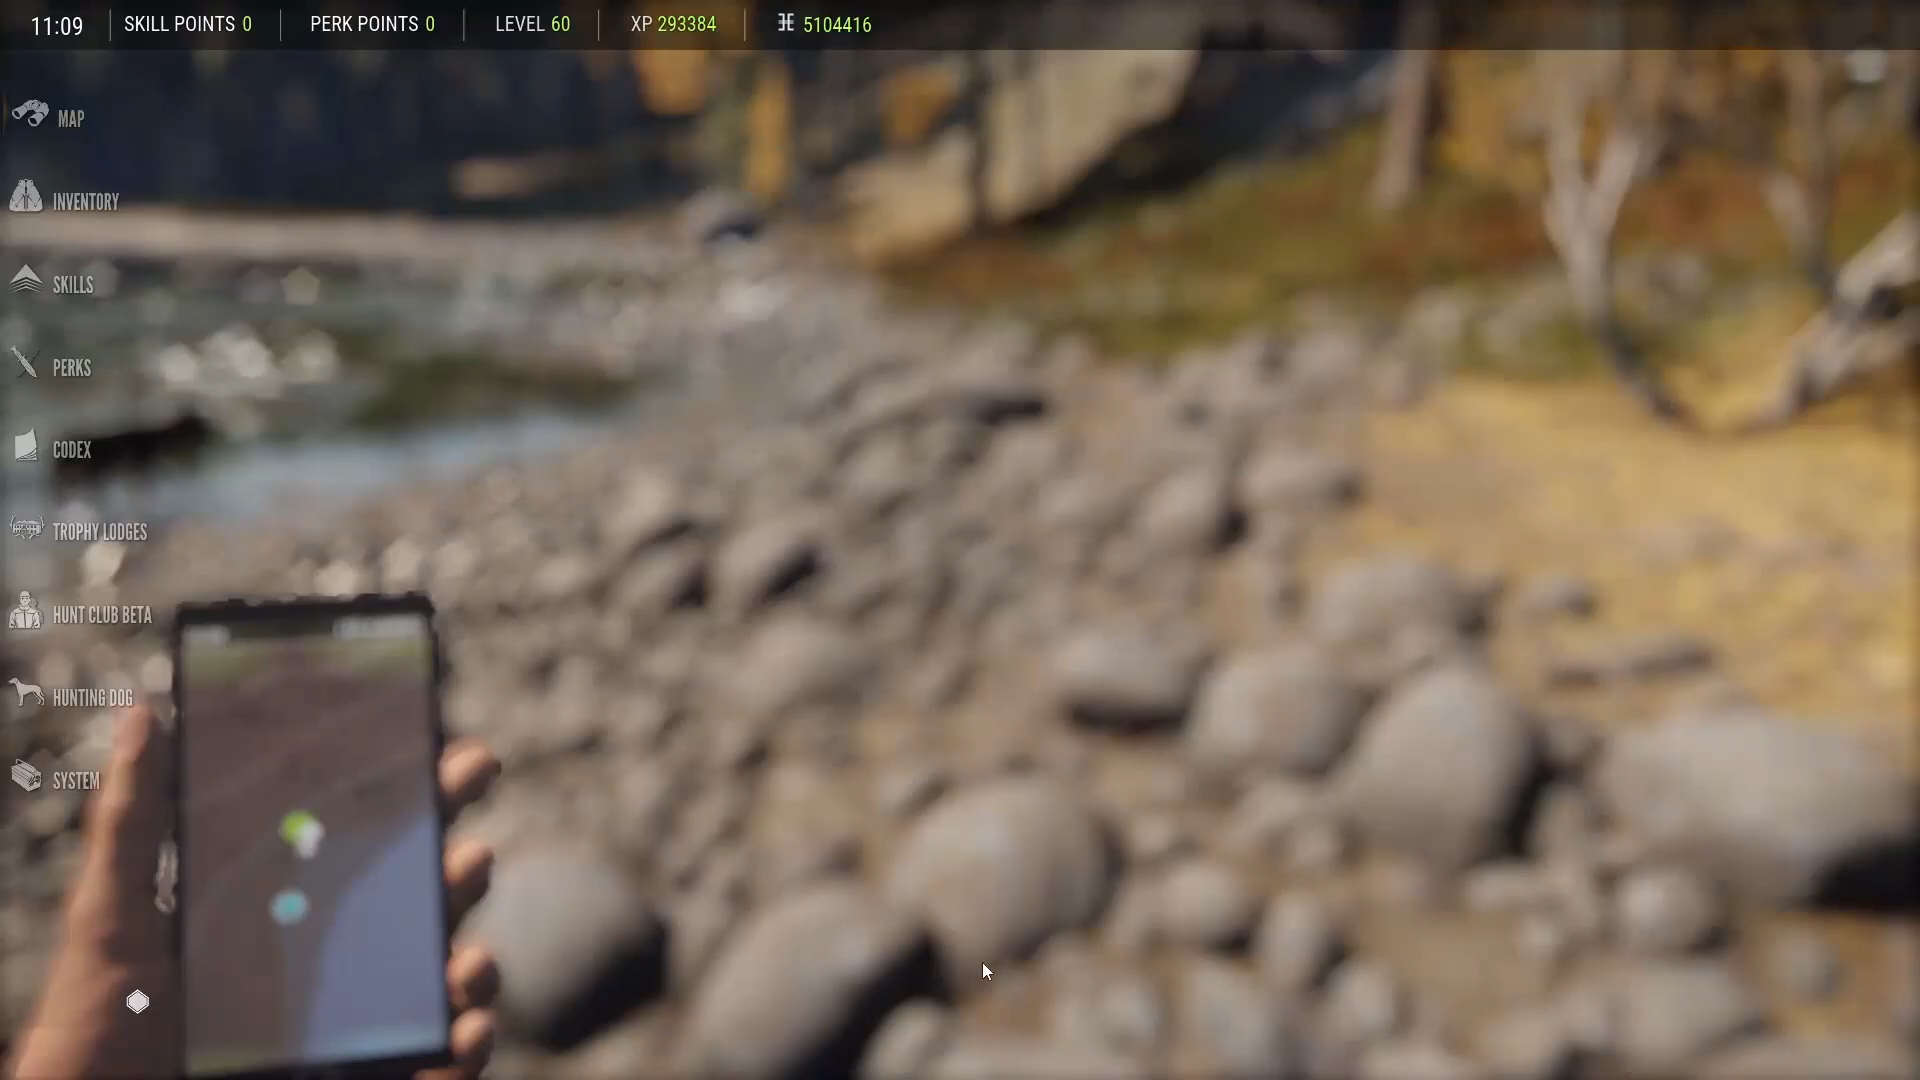 11:09 SKILL POINTS 0 PERK POINTS 0 LEVEL 60 XP 293384 5104416
MAP
INVENTORY
SKILLS
PERKS
CODEX
TROPHY LODGES
HUNT CLUB BETA
HUNTING DOG
SYSTEM